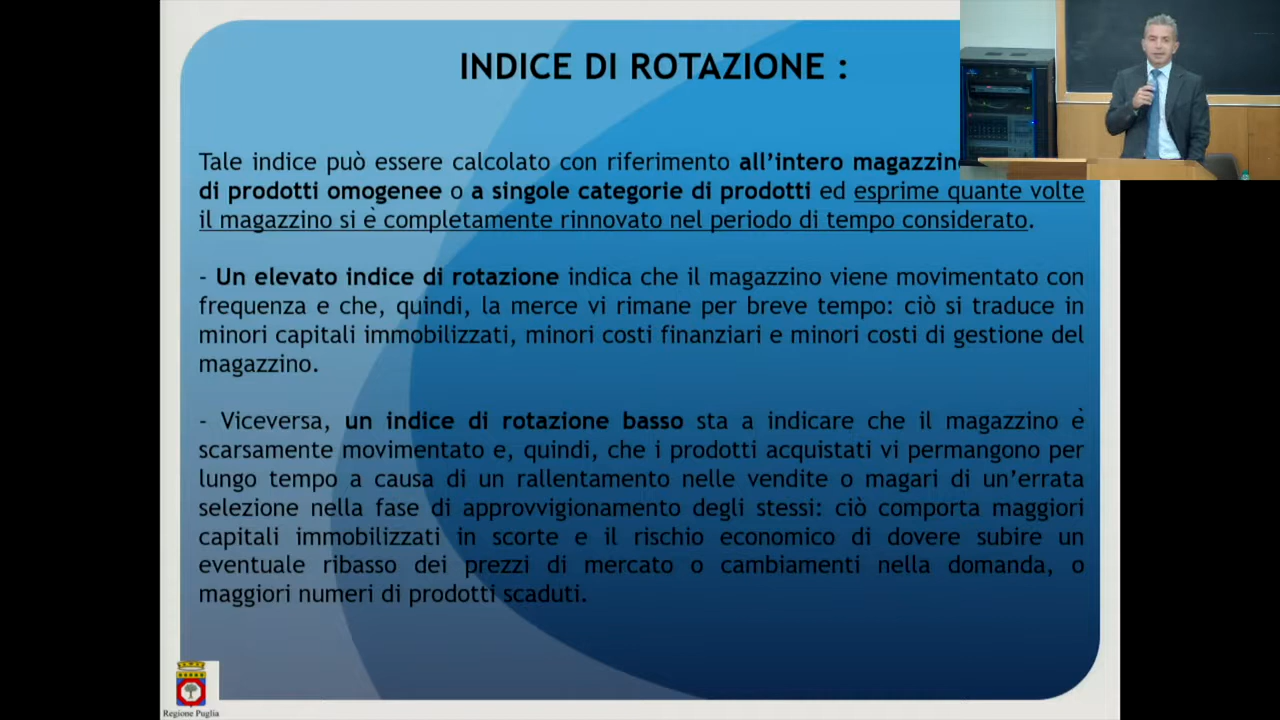 INDICE DI ROTAZIONE :
Tale indice può essere calcolato con riferimento all'intero magazzino
di prodotti omogenee o a singole categorie di prodotti ed esprime quante volte
il magazzino si è completamente rinnovato nel periodo di tempo considerato.
- Un elevato indice di rotazione indica che il magazzino viene movimentato con
frequenza e che, quindi, la merce vi rimane per breve tempo: ciò si traduce in
minori capitali immobilizzati, minori costi finanziari e minori costi di gestione del
magazzino.
- Viceversa, un indice di rotazione basso sta a indicare che il magazzino è
scarsamente movimentato e, quindi, che i prodotti acquistati vi permangono per
lungo tempo a causa di un rallentamento nelle vendite o magari di un'errata
selezione nella fase di approvvigionamento degli stessi: ciò comporta maggiori
capitali immobilizzati in scorte e il rischio economico di dovere subire un
eventuale ribasso dei prezzi di mercato o cambiamenti nella domanda, o
maggiori numeri di prodotti scaduti.
Regione Puglia